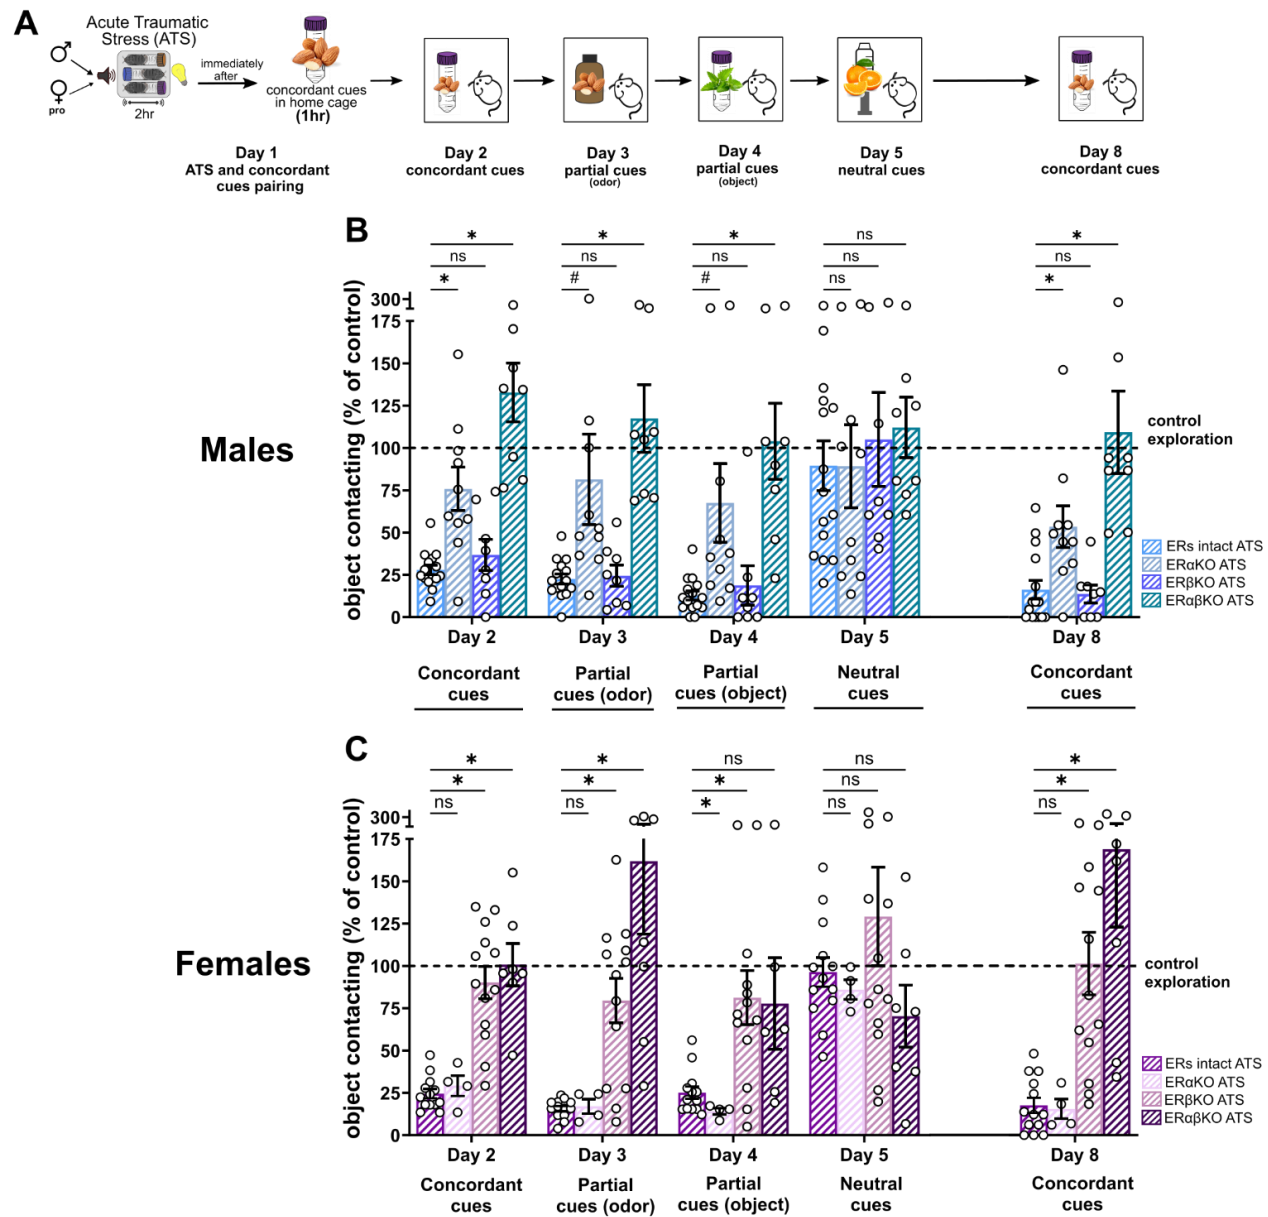 A
Acute Traumatic
Stress (ATS)
♂
♀
pro
2hr
immediately
after
concordant cues
in home cage
(1hr)
Day 1
ATS and concordant
cues pairing
Day 2
concordant cues
Day 3
partial cues
(odor)
Day 4
partial cues
(object)
Day 5
neutral cues
Day 8
concordant cues
B
Males
object contacting (% of control)
300
175
150
125
100
75
50
25
0
* * * ns *
ns ns ns ns ns
* # # ns *
control
exploration
ERs intact ATS
ERαKO ATS
ERβKO ATS
ERαβKO ATS
Day 2 Day 3 Day 4 Day 5 Day 8
Concordant
cues
Partial
cues (odor)
Partial
cues (object)
Neutral
cues
Concordant
cues
C
Females
object contacting (% of control)
300
175
150
125
100
75
50
25
0
* * ns ns *
* * * ns *
ns ns * ns ns
control
exploration
ERs intact ATS
ERαKO ATS
ERβKO ATS
ERαβKO ATS
Day 2 Day 3 Day 4 Day 5 Day 8
Concordant
cues
Partial
cues (odor)
Partial
cues (object)
Neutral
cues
Concordant
cues